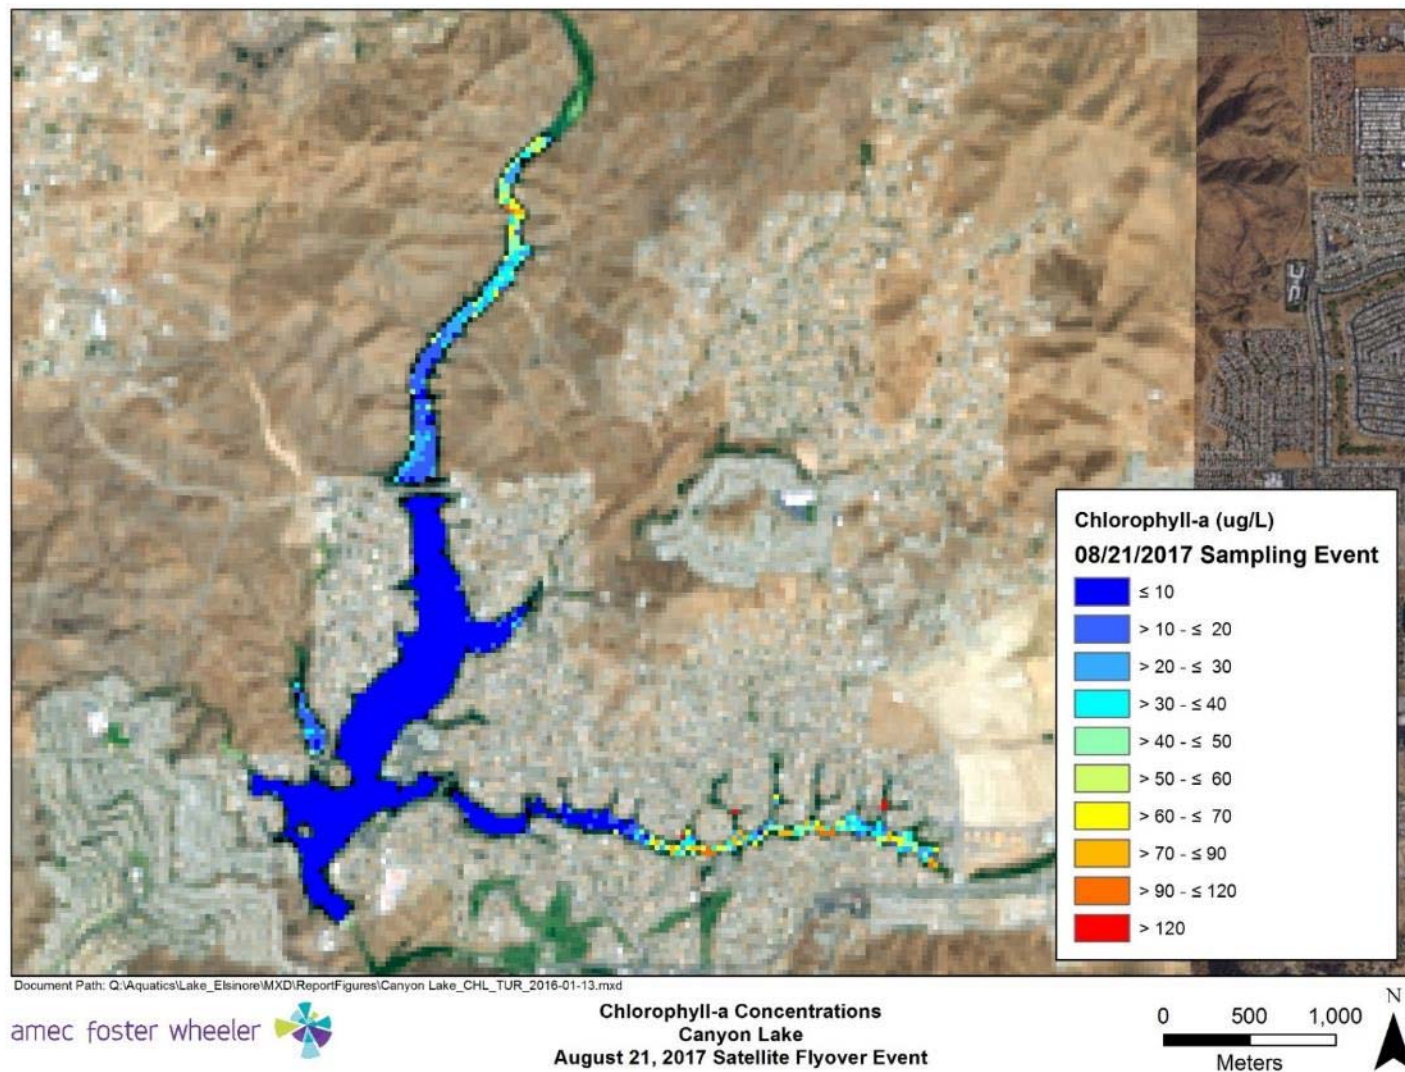 Chlorophyll-a (ug/L)
08/21/2017 Sampling Event
≤ 10
> 10 - ≤ 20
>20 - ≤ 30
> 30 - ≤ 40
> 40 - ≤ 50
> 50 - ≤ 60
> 60 - ≤ 70
> 70 - ≤ 90
> 90 - ≤ 120
> 120
Document Path: Q:\Aquatics\Lake_Elsinore\MXD\ReportFigures\Canyon Lake_CHL_TUR_2016-01-13.mxd
amec foster wheeler
Chlorophyll-a Concentrations
Canyon Lake
August 21, 2017 Satellite Flyover Event
N
0 500 1,000
Meters